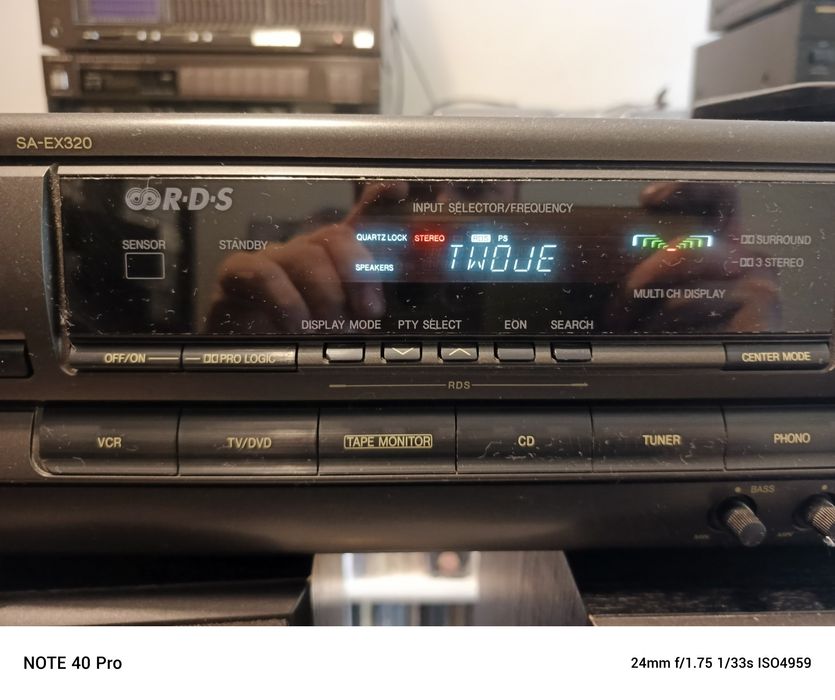 SA-EX320
R·D·S
INPUT SELECTOR/FREQUENCY
SENSOR
STANDBY
QUARTZ LOCK STEREO RDS PS
SPEAKERS
TWOJE
SURROUND
3 STEREO
MULTI CH DISPLAY
DISPLAY MODE PTY SELECT EON SEARCH
OFF/ON
PRO LOGIC
CENTER MODE
RDS
VCR TV/DVD TAPE MONITOR CD TUNER PHONO
BASS
NOTE 40 Pro
24mm f/1.75 1/33s ISO4959